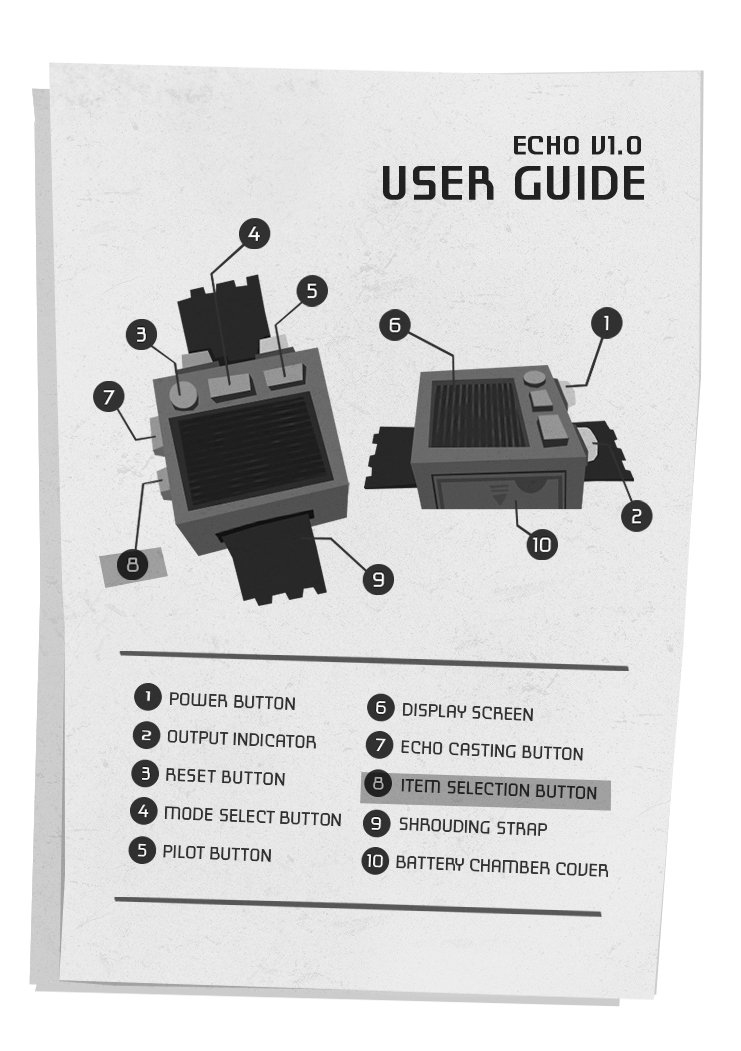 ECHO V1.0
USER GUIDE
4
5
3
6
1
7
2
10
8
9
1 POWER BUTTON
2 OUTPUT INDICATOR
3 RESET BUTTON
4 MODE SELECT BUTTON
5 PILOT BUTTON
6 DISPLAY SCREEN
7 ECHO CASTING BUTTON
8 ITEM SELECTION BUTTON
9 SHROUDING STRAP
10 BATTERY CHAMBER COVER